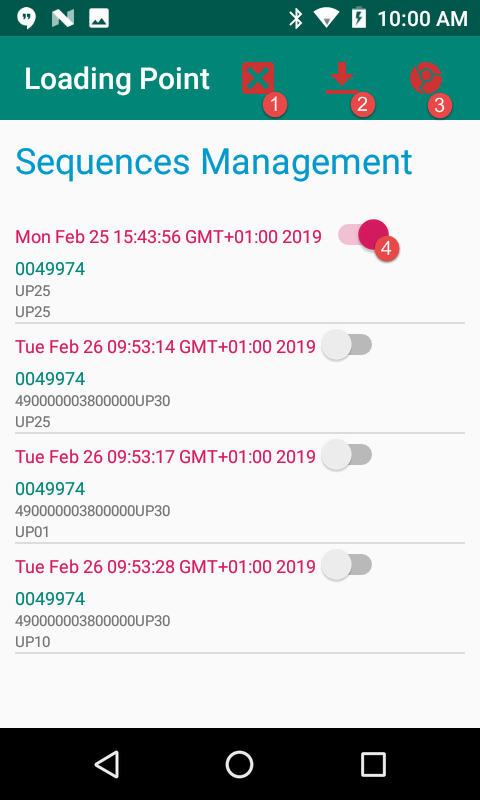 10:00 AM
Loading Point
1 2 3
Sequences Management
Mon Feb 25 15:43:56 GMT+01:00 2019
4
0049974
UP25
UP25
Tue Feb 26 09:53:14 GMT+01:00 2019
0049974
490000003800000UP30
UP25
Tue Feb 26 09:53:17 GMT+01:00 2019
0049974
490000003800000UP30
UP01
Tue Feb 26 09:53:28 GMT+01:00 2019
0049974
490000003800000UP30
UP10